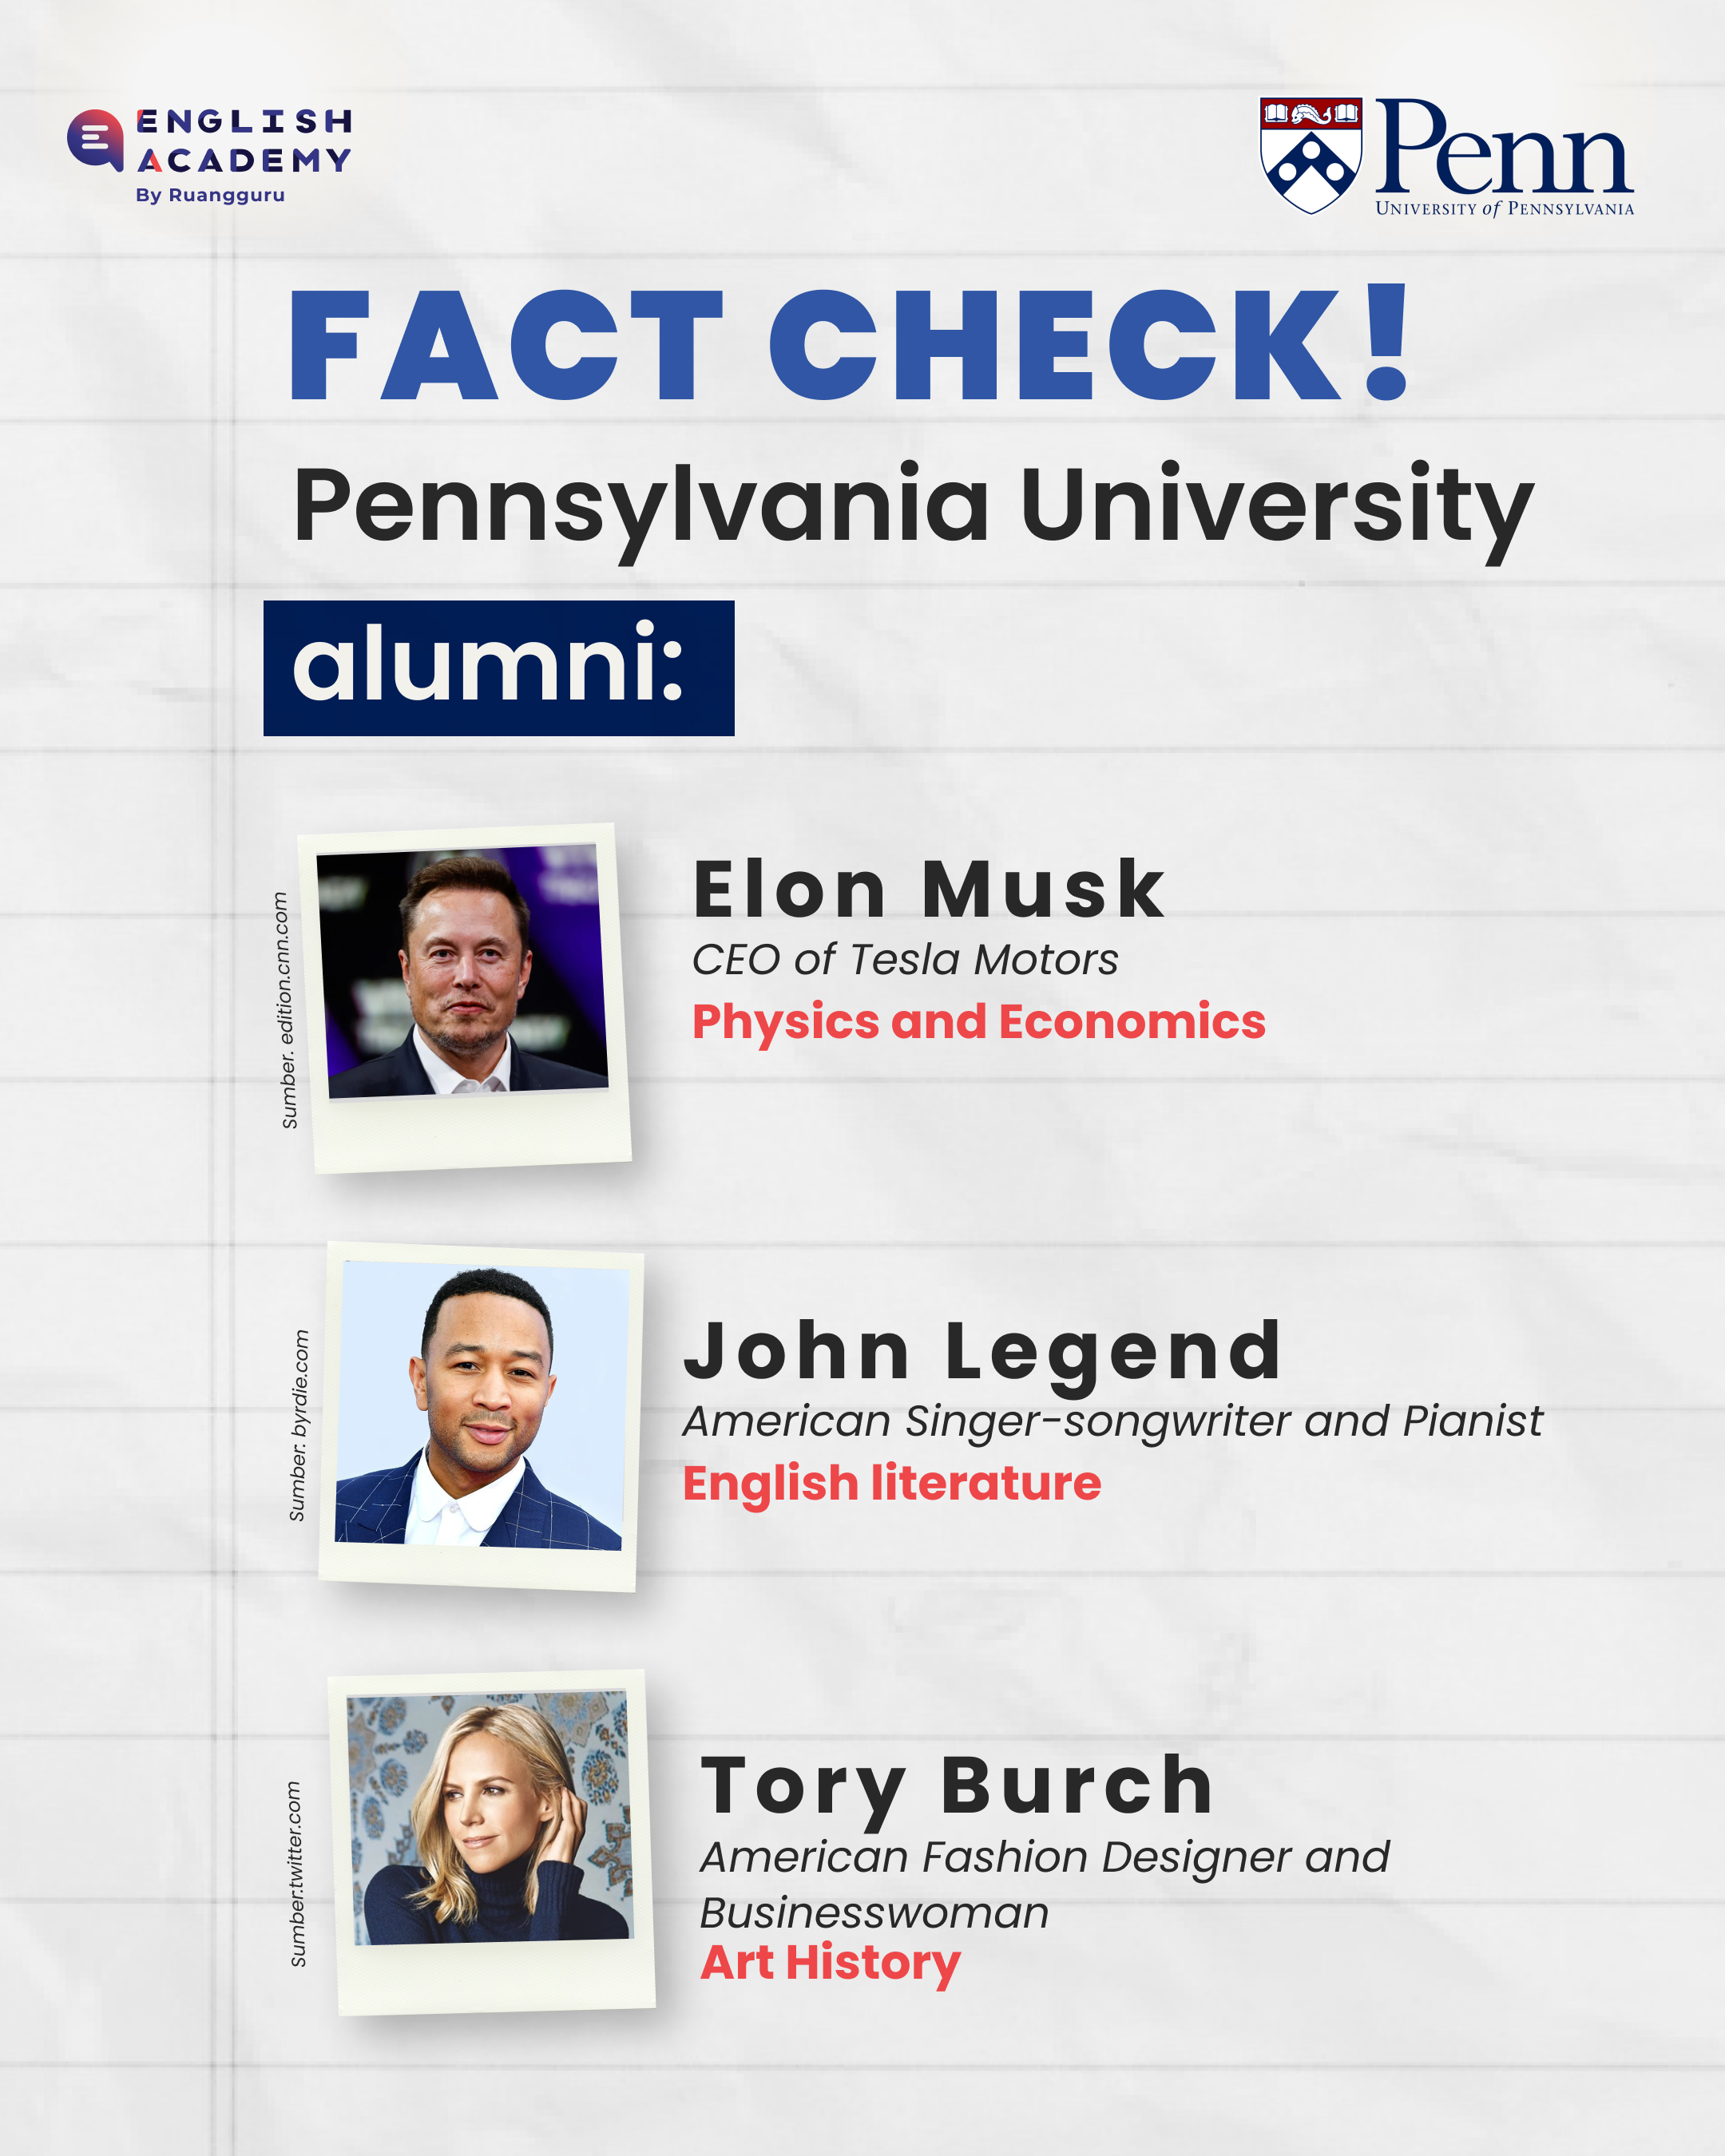 ENGLISH
ACADEMY
By Ruangguru
Penn
UNIVERSITY of PENNSYLVANIA
FACT CHECK!
Pennsylvania University
alumni:
Sumber. edition.cnn.com
Elon Musk
CEO of Tesla Motors
Physics and Economics
Sumber. byrdie.com
John Legend
American Singer-songwriter and Pianist
English literature
Sumber.twitter.com
Tory Burch
American Fashion Designer and
Businesswoman
Art History